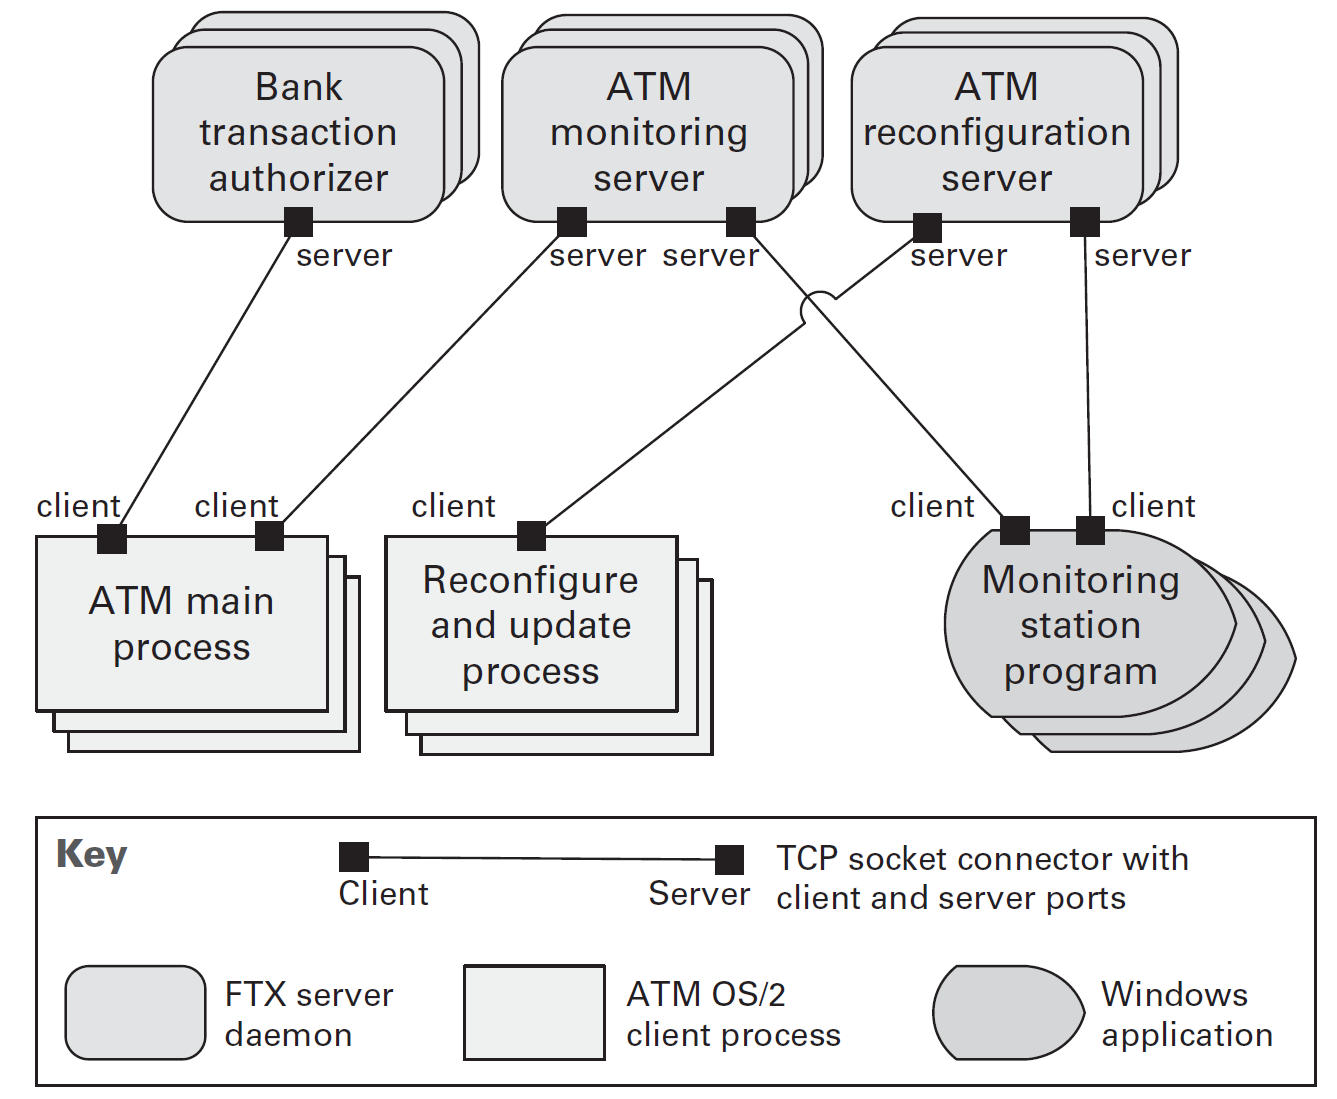 Bank
transaction
authorizer
ATM
monitoring
server
ATM
reconfiguration
server
server
server
server
server
server
client
client
client
client
client
ATM main
process
Reconfigure
and update
process
Monitoring
station
program
Key
Client
Server
TCP socket connector with
client and server ports
FTX server
daemon
ATM OS/2
client process
Windows
application